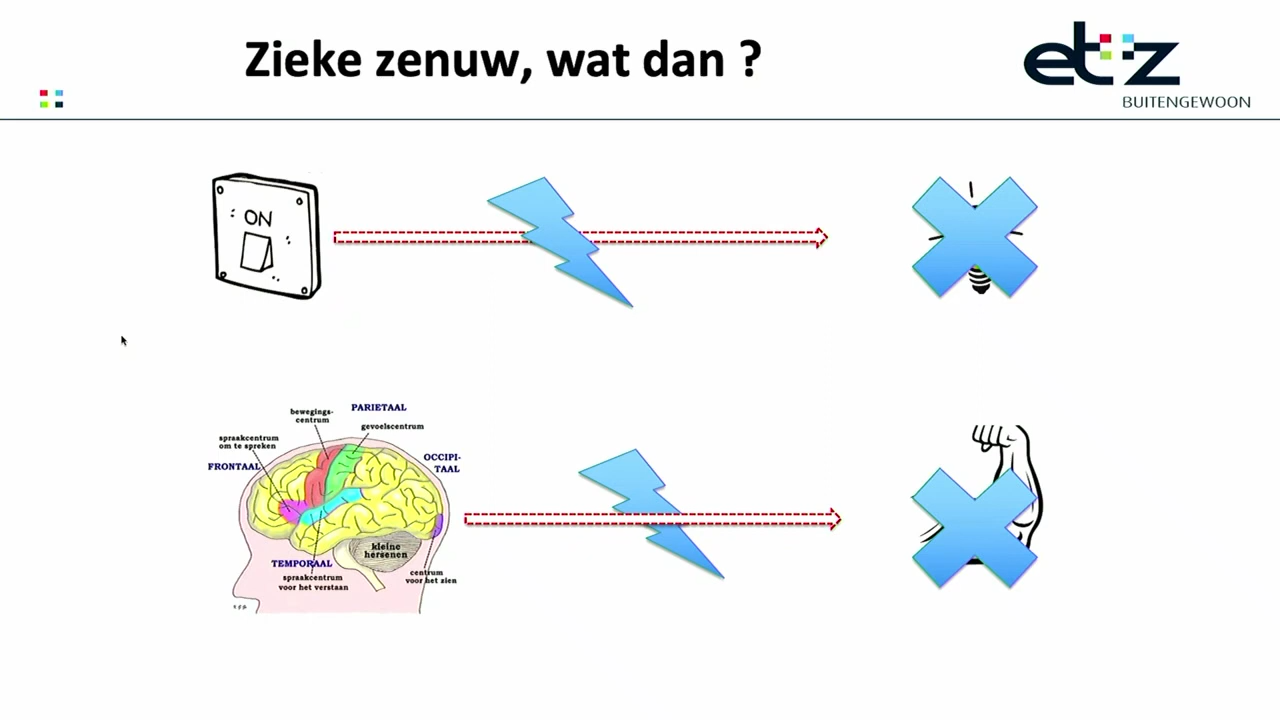 Zieke zenuw, wat dan ?
etz
BUITENGEWOON
ON
PARIETAAL
bewegings-
centrum
gevoelscentrum
spraakcentrum
om te spreken
FRONTAAL
OCCIPI-
TAAL
kleine
hersenen
TEMPORAAL
spraakcentrum
voor het verstaan
centrum
voor het zien